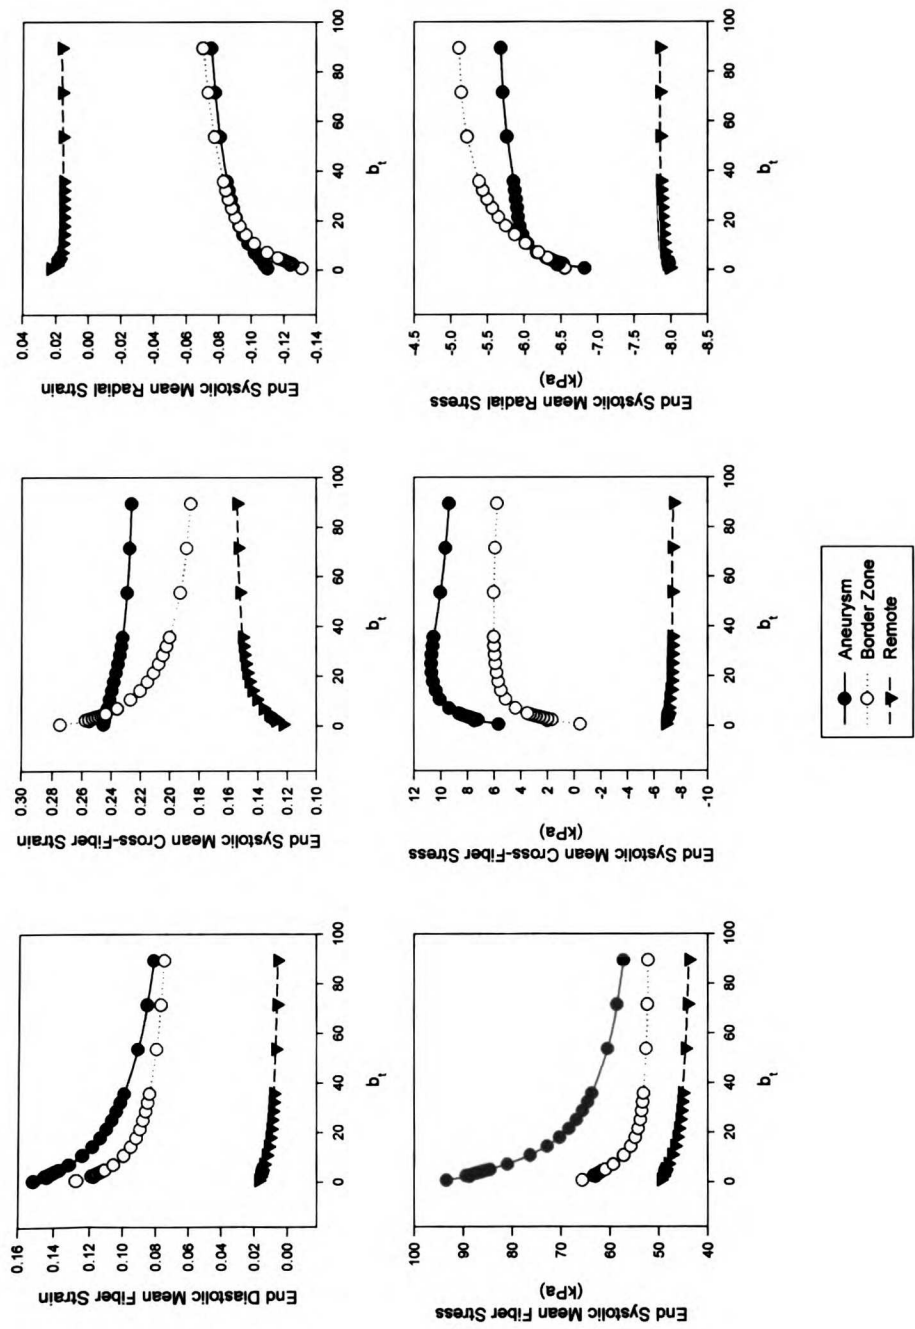 End Diastolic Mean Fiber Strain
0.16
0.14
0.12
0.10
0.08
0.06
0.04
0.02
0.00
0 20 40 60 80 100
bt
End Systolic Mean Cross-Fiber Strain
0.30
0.28
0.26
0.24
0.22
0.20
0.18
0.16
0.14
0.12
0.10
0 20 40 60 80 100
bt
End Systolic Mean Radial Strain
0.04
0.02
0.00
-0.02
-0.04
-0.06
-0.08
-0.10
-0.12
-0.14
0 20 40 60 80 100
bt
End Systolic Mean Fiber Stress
(kPa)
100
90
80
70
60
50
40
0 20 40 60 80 100
bt
End Systolic Mean Cross-Fiber Stress
(kPa)
12
10
8
6
4
2
0
-2
-4
-6
-8
-10
0 20 40 60 80 100
bt
End Systolic Mean Radial Stress
(kPa)
-4.5
-5.0
-5.5
-6.0
-6.5
-7.0
-7.5
-8.0
-8.5
0 20 40 60 80 100
bt
Aneurysm
Border Zone
Remote